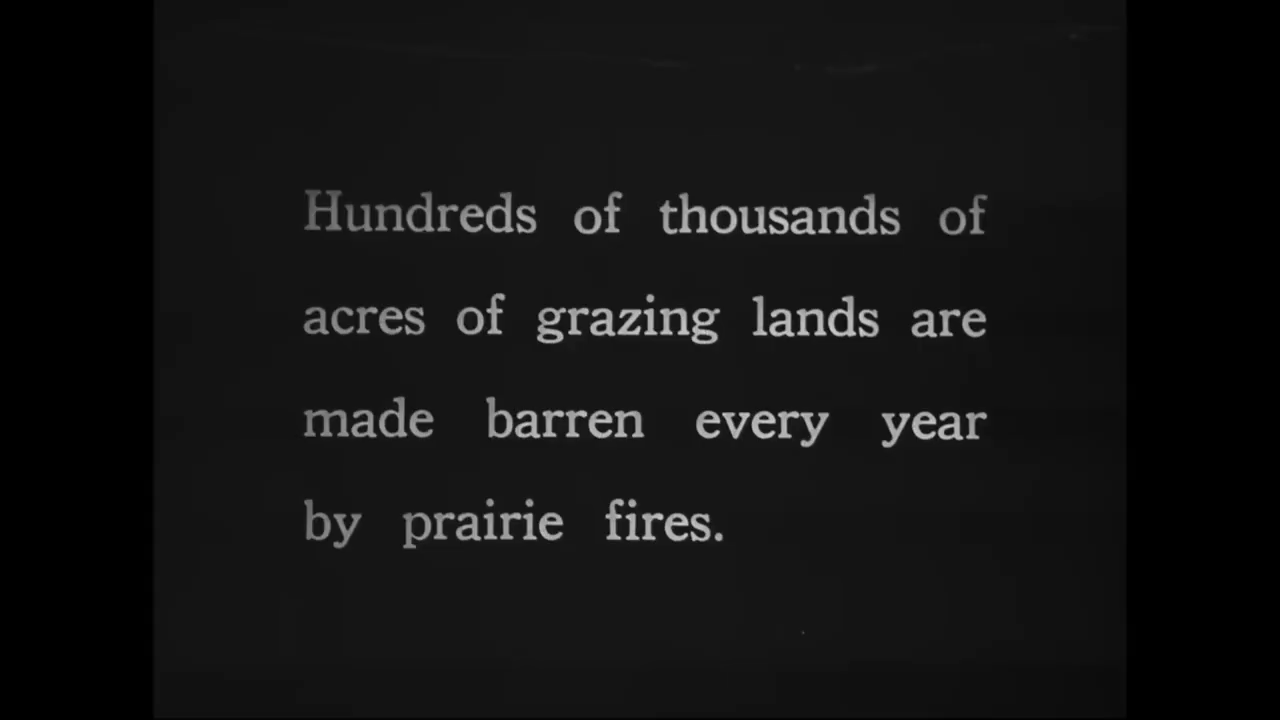 Hundreds of thousands of
acres of grazing lands are
made barren every year
by prairie fires.